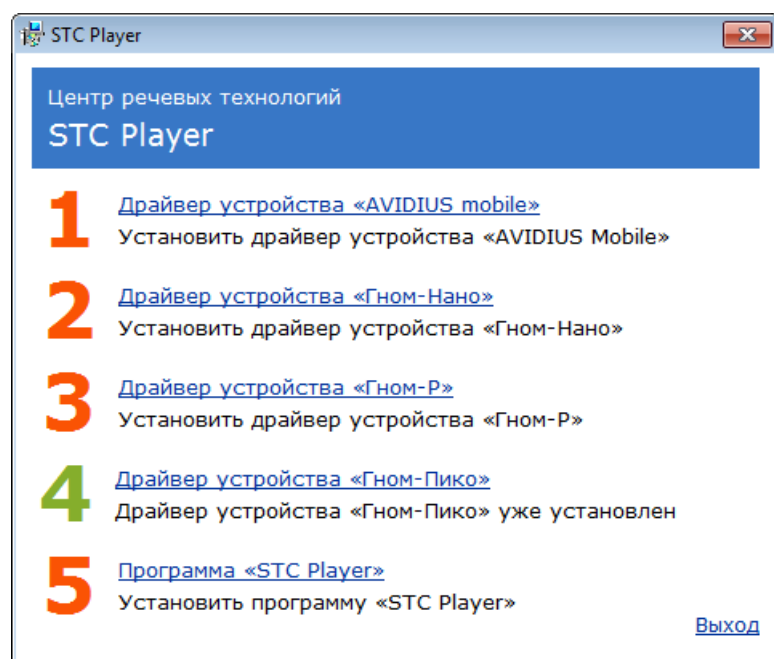 STC Player
Центр речевых технологий
STC Player
1
Драйвер устройства «AVIDIUS mobile»
Установить драйвер устройства «AVIDIUS Mobile»
2
Драйвер устройства «Гном-Нано»
Установить драйвер устройства «Гном-Нано»
3
Драйвер устройства «Гном-Р»
Установить драйвер устройства «Гном-Р»
4
Драйвер устройства «Гном-Пико»
Драйвер устройства «Гном-Пико» уже установлен
5
Программа «STC Player»
Установить программу «STC Player»
Выход